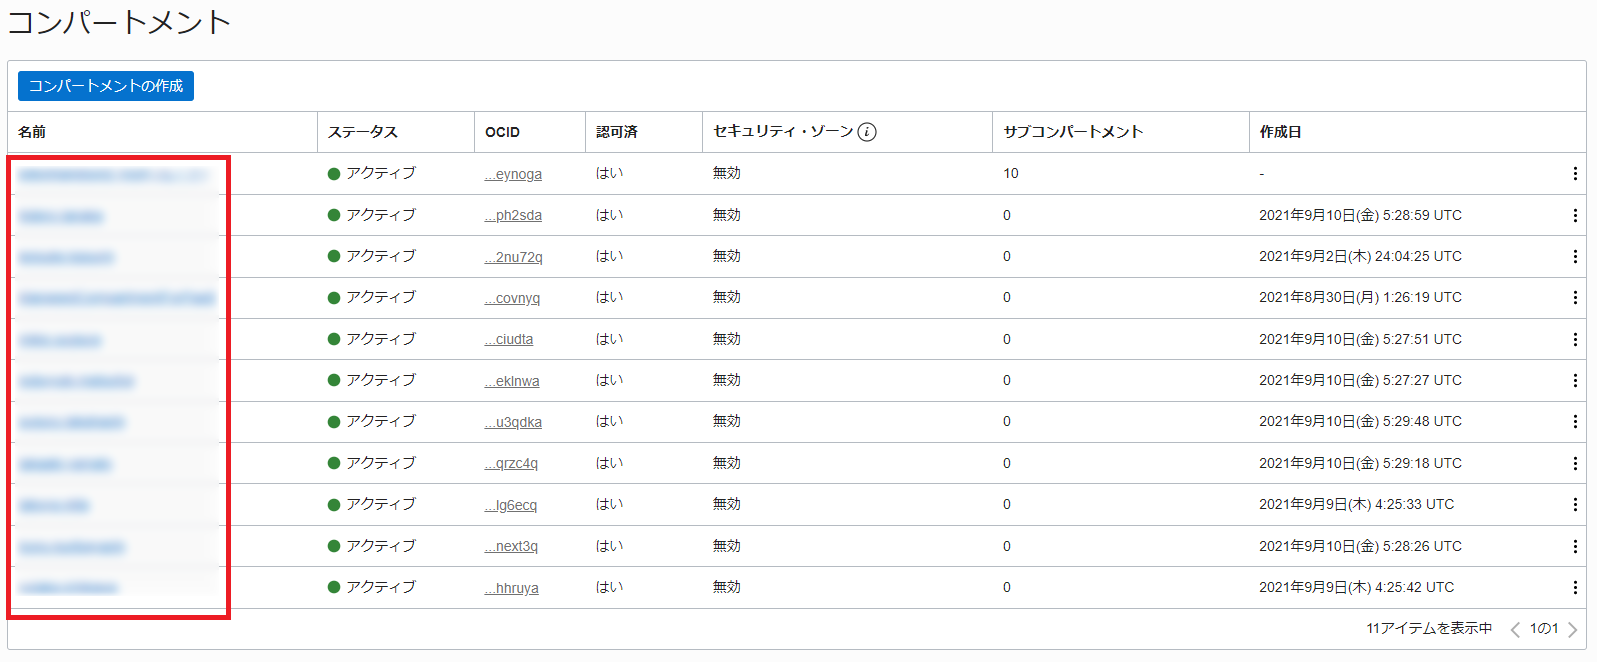 コンパートメント
コンパートメントの作成
名前 ステータス OCID 認可済 セキュリティ・ゾーン i サブコンパートメント 作成日
アクティブ ...eynoga はい 無効 10 -
アクティブ ...ph2sda はい 無効 0 2021年9月10日(金) 5:28:59 UTC
アクティブ ...2nu72q はい 無効 0 2021年9月2日(木) 24:04:25 UTC
アクティブ ...covnyq はい 無効 0 2021年8月30日(月) 1:26:19 UTC
アクティブ ...ciudta はい 無効 0 2021年9月10日(金) 5:27:51 UTC
アクティブ ...eklnwa はい 無効 0 2021年9月10日(金) 5:27:27 UTC
アクティブ ...u3qdka はい 無効 0 2021年9月10日(金) 5:29:48 UTC
アクティブ ...qrzc4q はい 無効 0 2021年9月10日(金) 5:29:18 UTC
アクティブ ...lg6ecq はい 無効 0 2021年9月9日(木) 4:25:33 UTC
アクティブ ...next3q はい 無効 0 2021年9月10日(金) 5:28:26 UTC
アクティブ ...hhruya はい 無効 0 2021年9月9日(木) 4:25:42 UTC
11アイテムを表示中 1の1